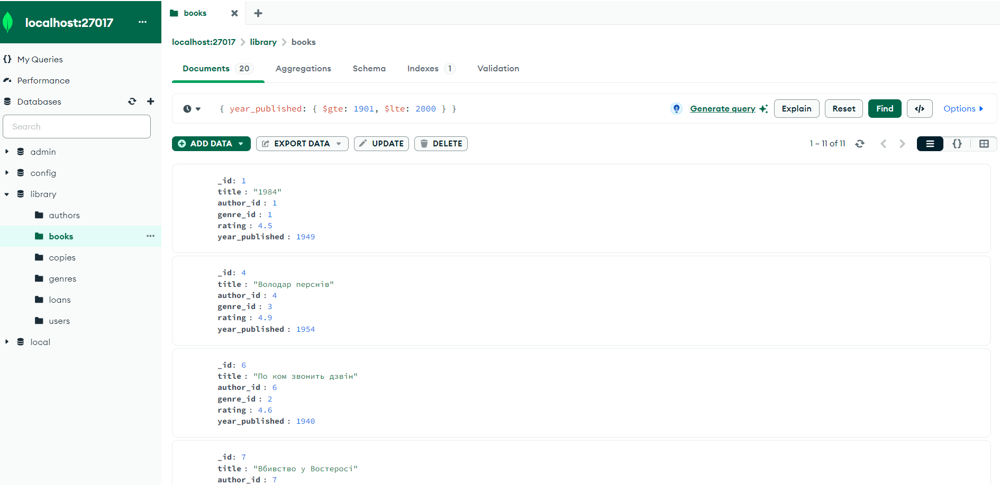 localhost:27017
My Queries
Performance
Databases
Search
admin
config
library
authors
books
copies
genres
loans
users
local
books
localhost:27017 > library > books
Documents 20 Aggregations Schema Indexes 1 Validation
{ year_published: { $gte: 1901, $lte: 2000 } }
Generate query Explain Reset Find </> Options
ADD DATA EXPORT DATA UPDATE DELETE 1 – 11 of 11 {}
_id: 1
title : "1984"
author_id : 1
genre_id : 1
rating : 4.5
year_published : 1949
_id: 4
title : "Володар перснів"
author_id : 4
genre_id : 3
rating : 4.9
year_published : 1954
_id: 6
title : "По ком звонить дзвін"
author_id : 6
genre_id : 2
rating : 4.6
year_published : 1940
_id: 7
title : "Вбивство у Востеросі"
author_id : 7